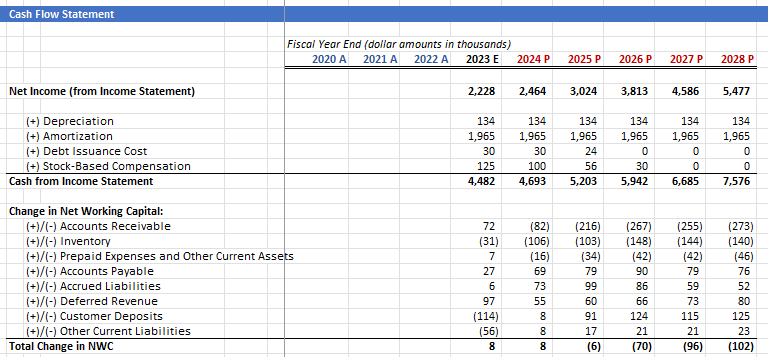 Cash Flow Statement
Fiscal Year End (dollar amounts in thousands)
2020 A 2021 A 2022 A 2023 E 2024 P 2025 P 2026 P 2027 P 2028 P
Net Income (from Income Statement) 2,228 2,464 3,024 3,813 4,586 5,477
(+) Depreciation 134 134 134 134 134 134
(+) Amortization 1,965 1,965 1,965 1,965 1,965 1,965
(+) Debt Issuance Cost 30 30 24 0 0 0
(+) Stock-Based Compensation 125 100 56 30 0 0
Cash from Income Statement 4,482 4,693 5,203 5,942 6,685 7,576
Change in Net Working Capital:
(+)/(-) Accounts Receivable 72 (82) (216) (267) (255) (273)
(+)/(-) Inventory (31) (106) (103) (148) (144) (140)
(+)/(-) Prepaid Expenses and Other Current Assets 7 (16) (34) (42) (42) (46)
(+)/(-) Accounts Payable 27 69 79 90 79 76
(+)/(-) Accrued Liabilities 6 73 99 86 59 52
(+)/(-) Deferred Revenue 97 55 60 66 73 80
(+)/(-) Customer Deposits (114) 8 91 124 115 125
(+)/(-) Other Current Liabilities (56) 8 17 21 21 23
Total Change in NWC 8 8 (6) (70) (96) (102)